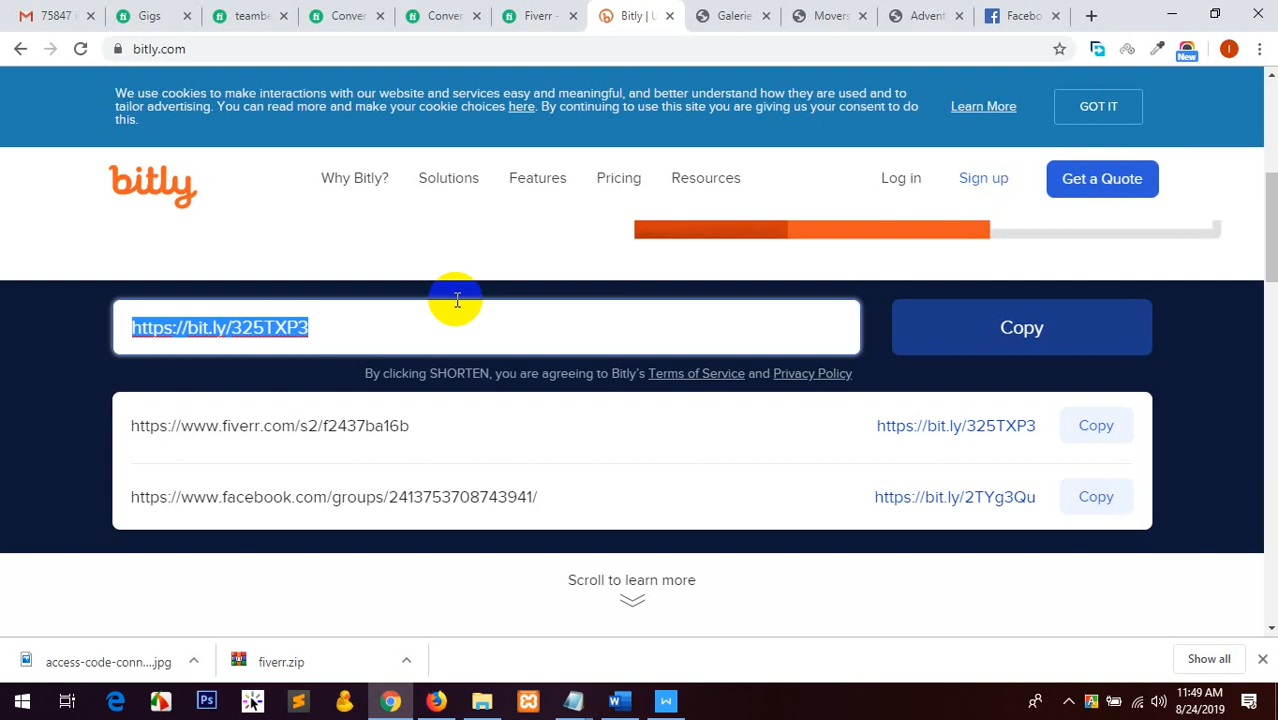 75847 i
Gigs
teambe
Conver
Conver
Fiverr -
Bitly | U
Galerie
Movers
Advent
Facebo
bitly.com
New
I
We use cookies to make interactions with our website and services easy and meaningful, and better understand how they are used and to
tailor advertising. You can read more and make your cookie choices here. By continuing to use this site you are giving us your consent to do
this.
Learn More
GOT IT
bitly
Why Bitly?
Solutions
Features
Pricing
Resources
Log in
Sign up
Get a Quote
https://bit.ly/325TXP3
Copy
By clicking SHORTEN, you are agreeing to Bitly's Terms of Service and Privacy Policy
https://www.fiverr.com/s2/f2437ba16b
https://bit.ly/325TXP3
Copy
https://www.facebook.com/groups/2413753708743941/
https://bit.ly/2TYg3Qu
Copy
Scroll to learn more
access-code-conn....jpg
fiverr.zip
Show all
Ps
11:49 AM
8/24/2019